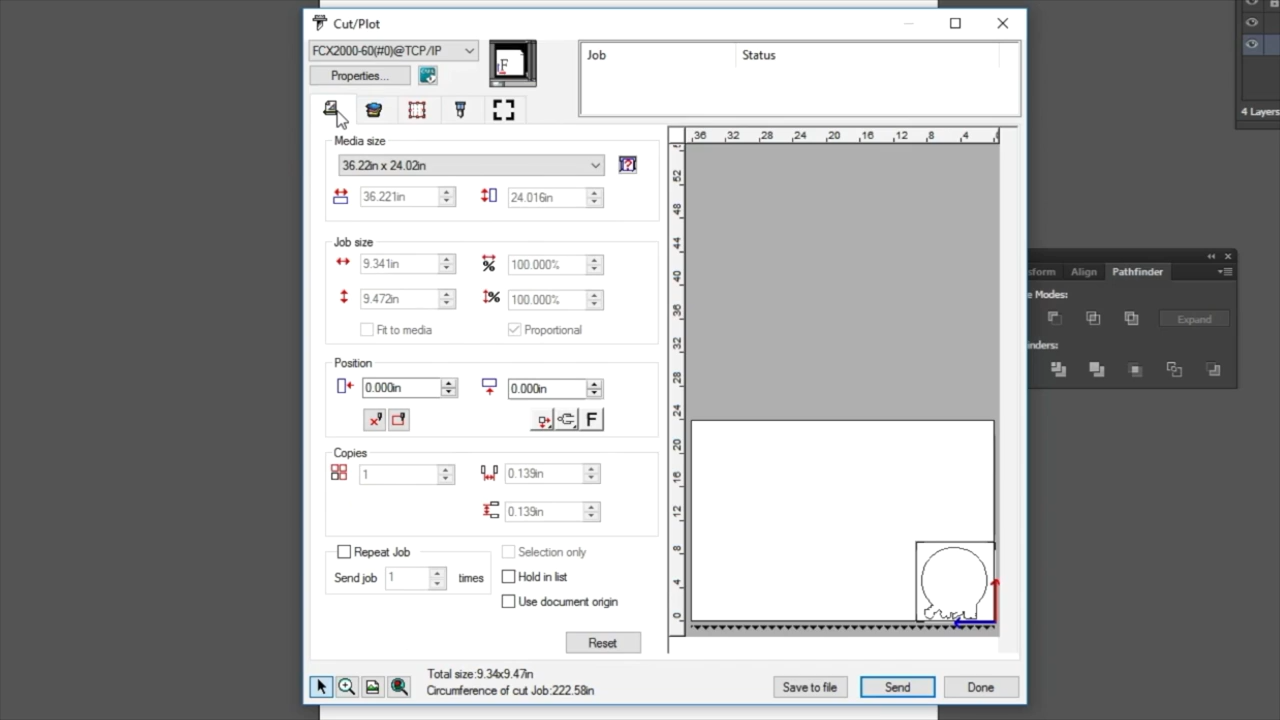 Cut/Plot
FCX2000-60(#0)@TCP/IP
Properties...
Job Status
4 Layers
Media size
36.22in x 24.02in
36.221in 24.016in
Job size
9.341in 100.000%
9.472in 100.000%
Fit to media Proportional
Position
0.000in 0.000in
F
Copies
1 0.139in
0.139in
Repeat Job
Send job 1 times
Selection only
Hold in list
Use document origin
Reset
36 32 28 24 20 16 12 8 4
52
48
44
40
36
32
28
24
20
16
12
8
4
0
Total size:9.34x9.47in
Circumference of cut Job:222.58in
Save to file Send Done
sform Align Pathfinder
e Modes:
Expand
inders: